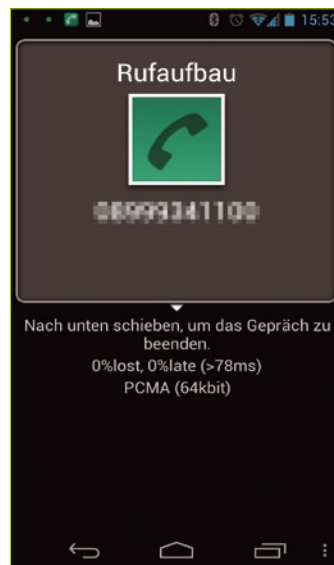 15:53
Rufaufbau
Nach unten schieben, um das Gepräch zu
beenden.
0%lost, 0%late (>78ms)
PCMA (64kbit)